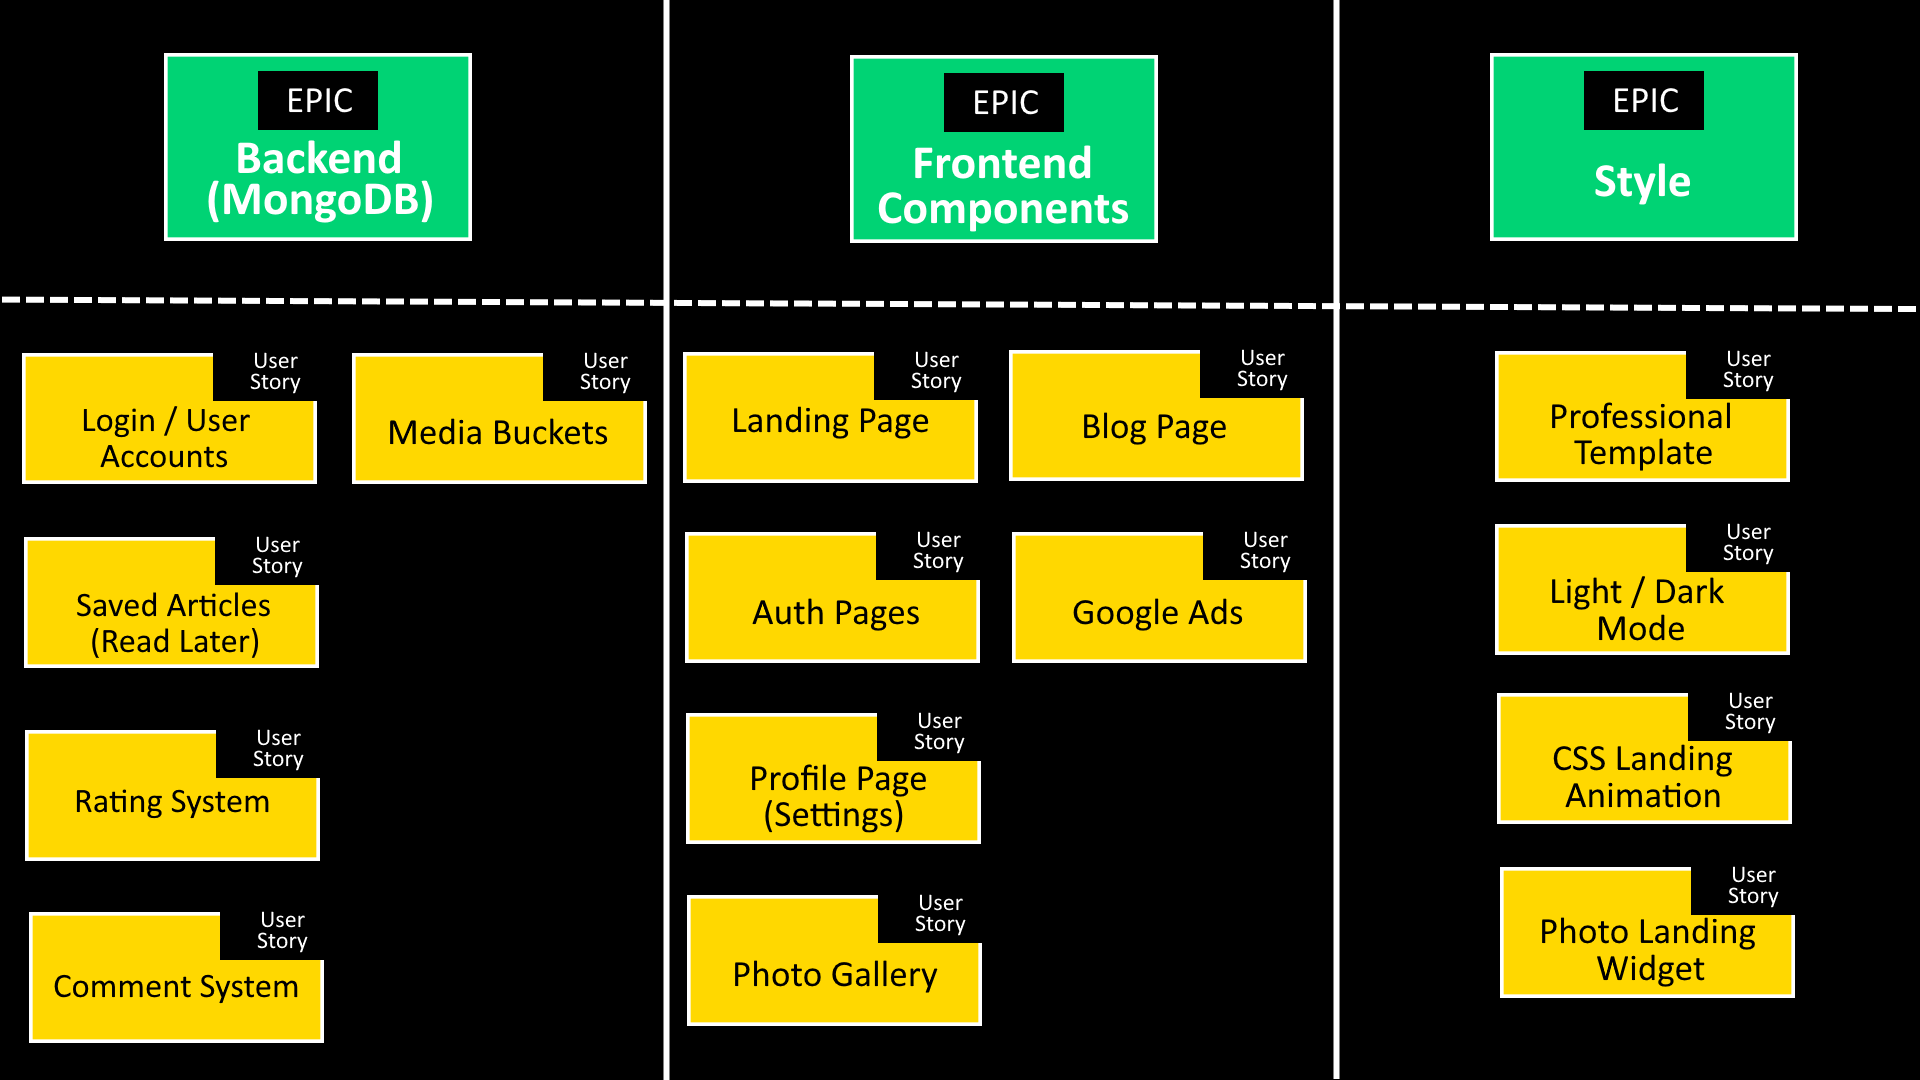 EPIC
Backend
(MongoDB)
EPIC
Frontend
Components
EPIC
Style
User
Story
Login / User
Accounts
User
Story
Media Buckets
User
Story
Saved Articles
(Read Later)
User
Story
Rating System
User
Story
Comment System
User
Story
Landing Page
User
Story
Blog Page
User
Story
Auth Pages
User
Story
Google Ads
User
Story
Profile Page
(Settings)
User
Story
Photo Gallery
User
Story
Professional
Template
User
Story
Light / Dark
Mode
User
Story
CSS Landing
Animation
User
Story
Photo Landing
Widget